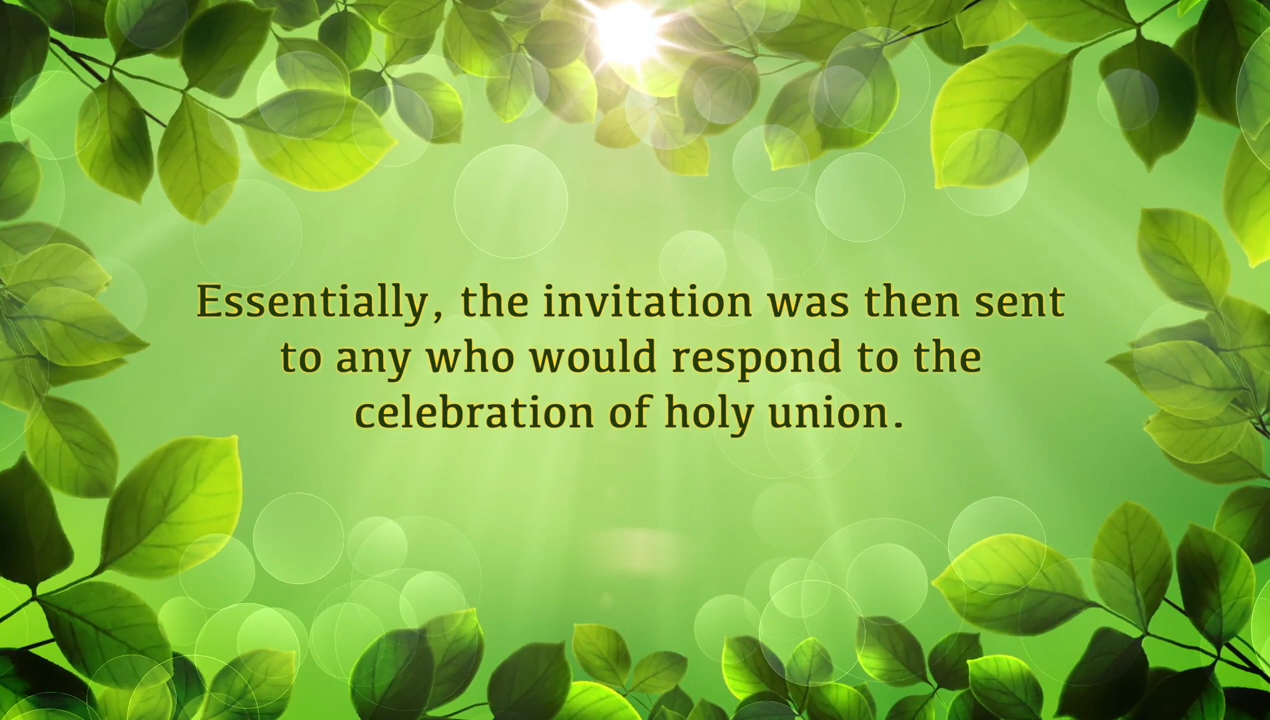 Essentially, the invitation was then sent
to any who would respond to the
celebration of holy union.